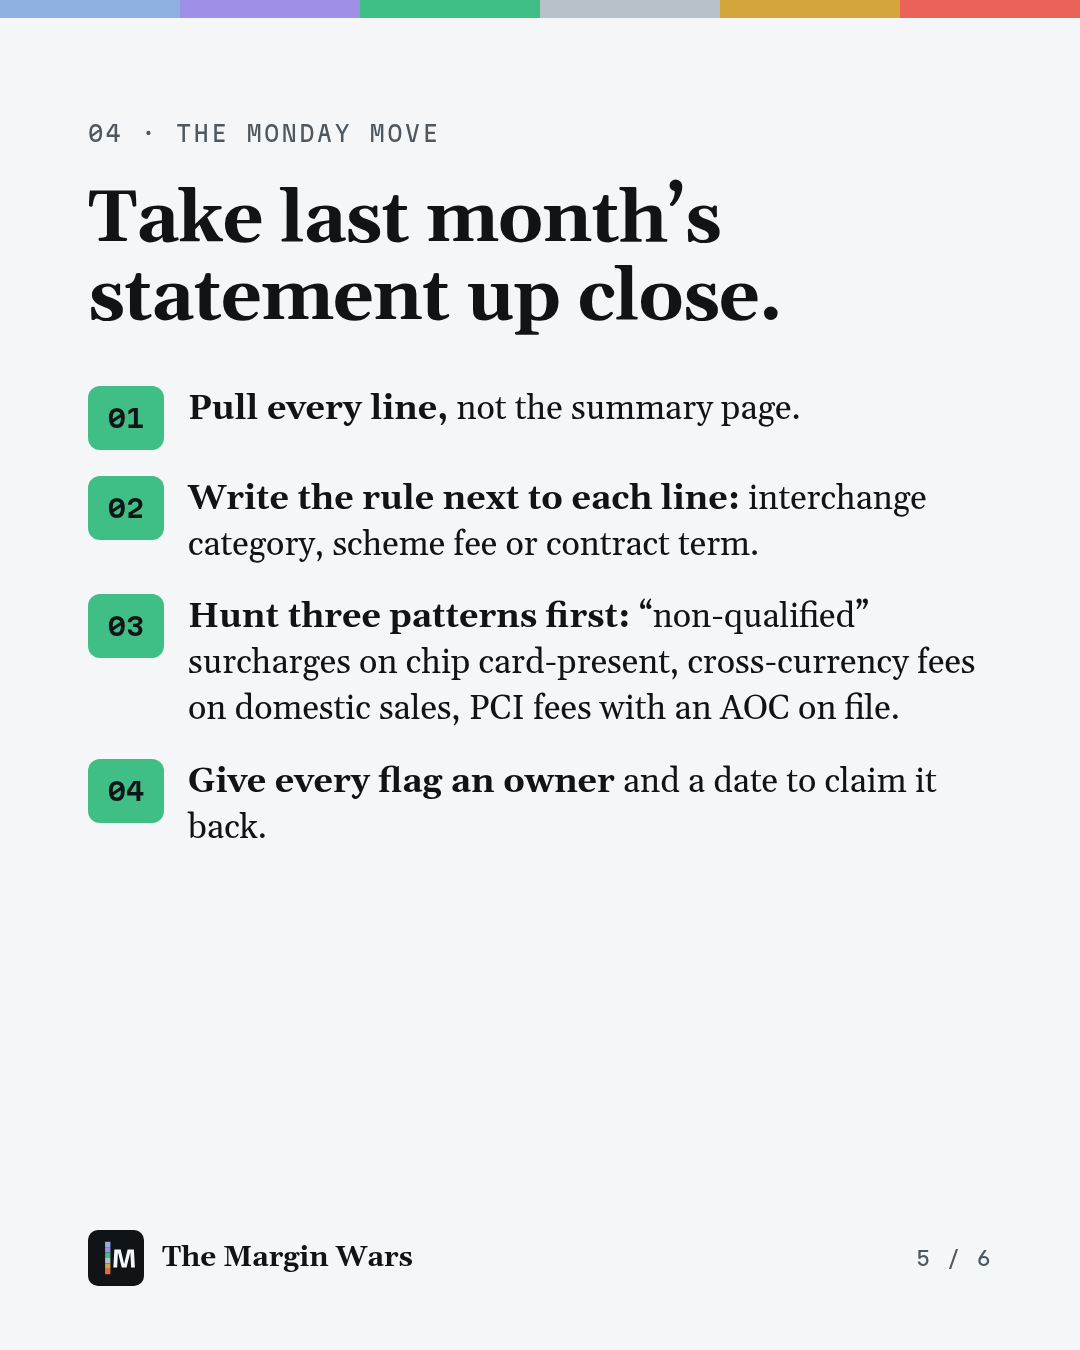 04 · THE MONDAY MOVE
Take last month’s
statement up close.
01
Pull every line, not the summary page.
02
Write the rule next to each line: interchange
category, scheme fee or contract term.
03
Hunt three patterns first: “non-qualified”
surcharges on chip card-present, cross-currency fees
on domestic sales, PCI fees with an AOC on file.
04
Give every flag an owner and a date to claim it
back.
M
The Margin Wars
5 / 6